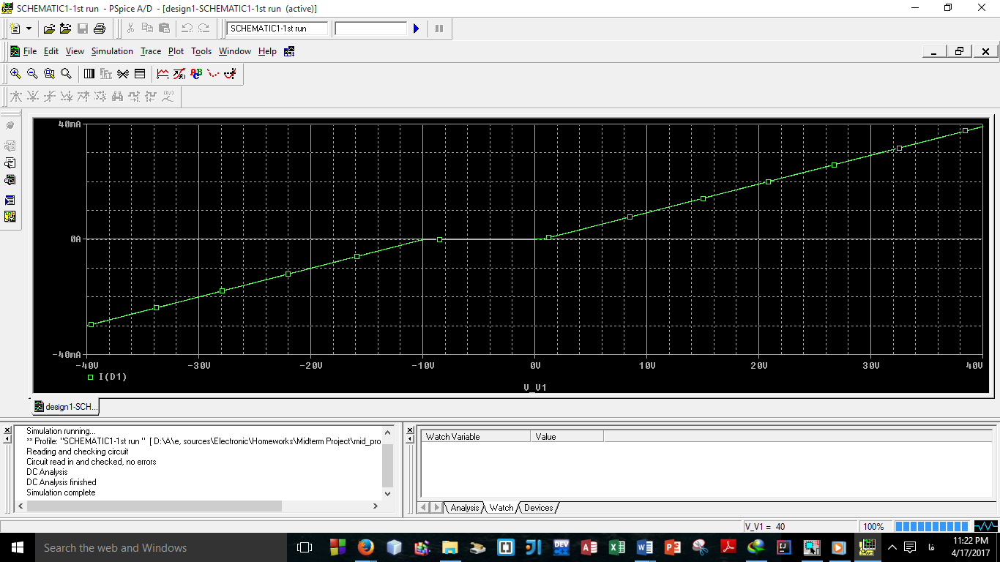 SCHEMATIC1-1st run - PSpice A/D - [design1-SCHEMATIC1-1st run (active)]
SCHEMATIC1-1st run
File Edit View Simulation Trace Plot Tools Window Help
40mA
0A
-40mA
-40V -30V -20V -10V 0V 10V 20V 30V 40V
I(D1)
V_V1
design1-SCH...
Simulation running...
** Profile: "SCHEMATIC1-1st run " [ D:\A\e, sources\Electronic\Homeworks\Midterm Project\mid_pro
Reading and checking circuit
Circuit read in and checked, no errors
DC Analysis
DC Analysis finished
Simulation complete
Watch Variable Value
Analysis Watch Devices
V_V1 = 40 100%
Search the web and Windows
11:22 PM
4/17/2017